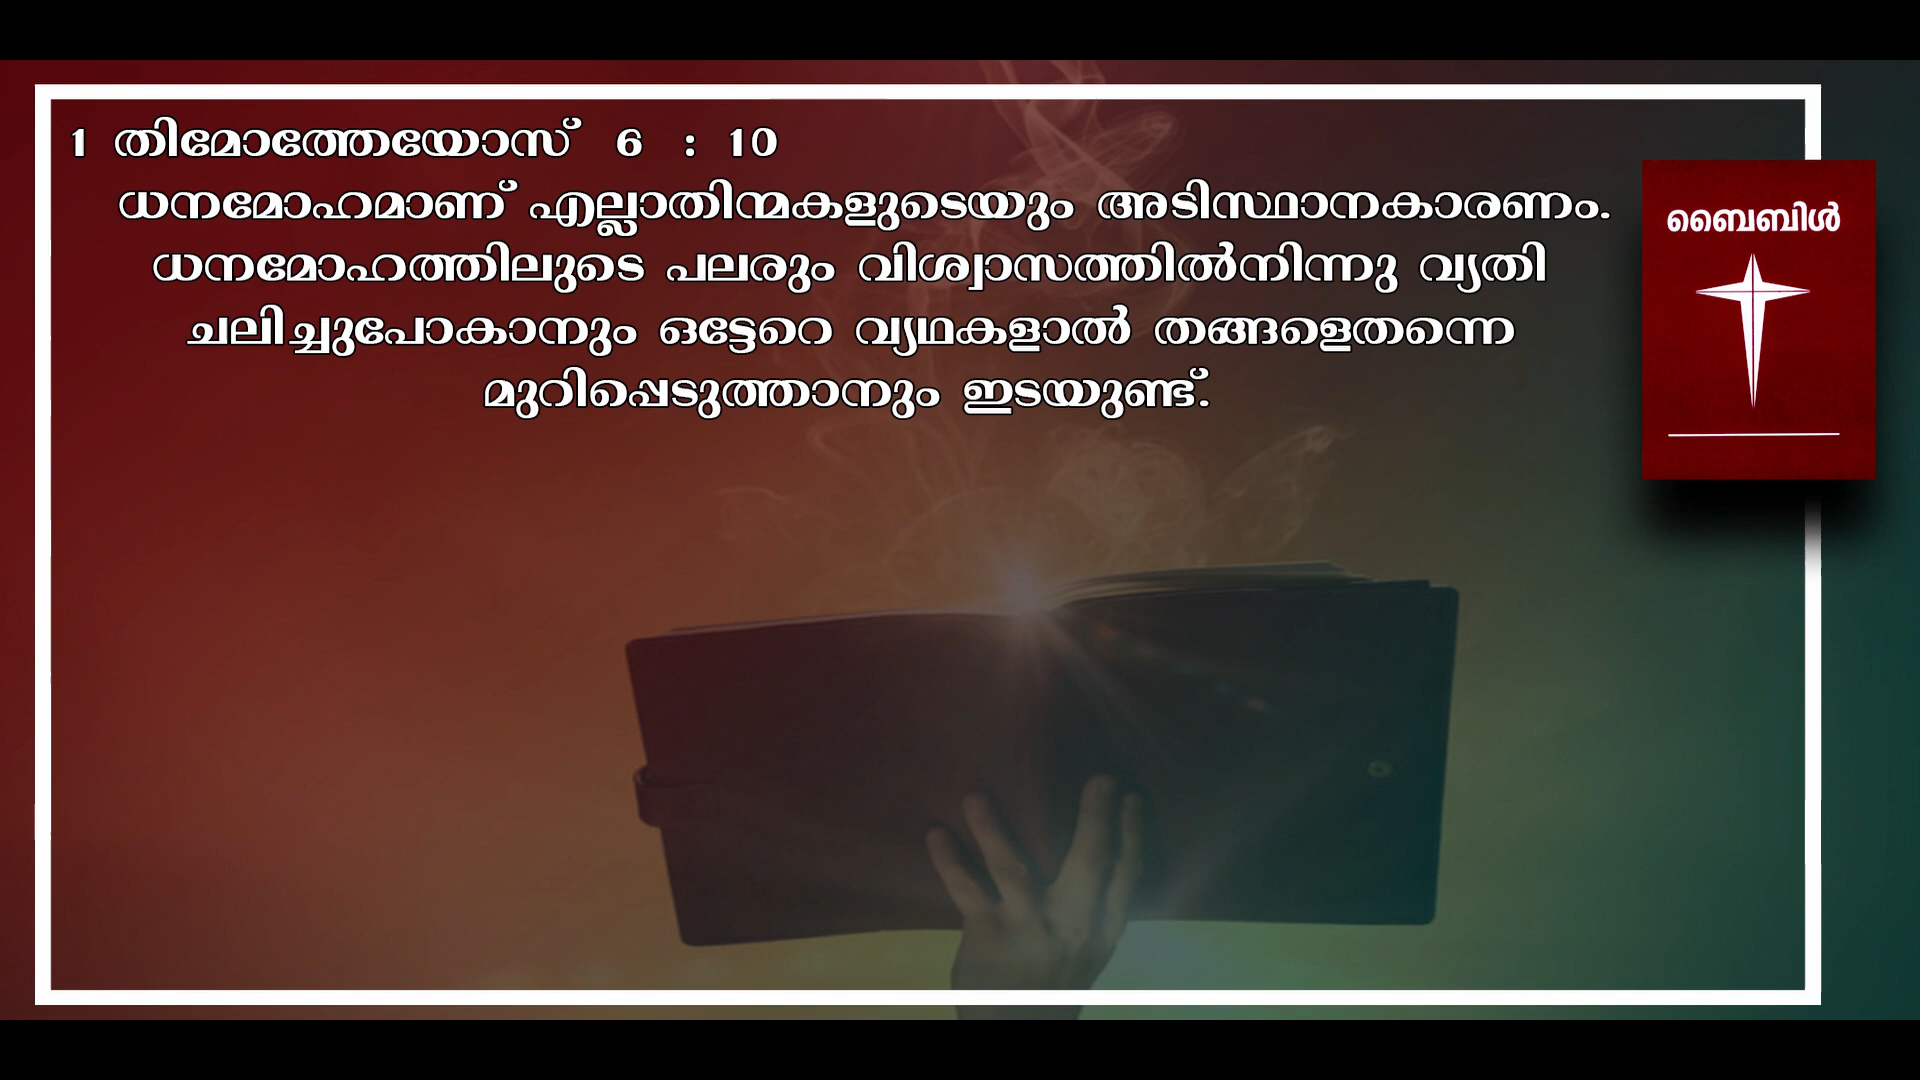 1 തിമോത്തേയോസ് 6 : 10
ധനമോഹമാണ് എല്ലാതിന്മകളുടെയും അടിസ്ഥാനകാരണം.
ധനമോഹത്തിലുടെ പലരും വിശ്വാസത്തിൽനിന്നു വ്യതി
ചലിച്ചുപോകാനും ഒട്ടേറെ വ്യഥകളാൽ തങ്ങളെതന്നെ
മുറിപ്പെടുത്താനും ഇടയുണ്ട്.
ബൈബിൾ